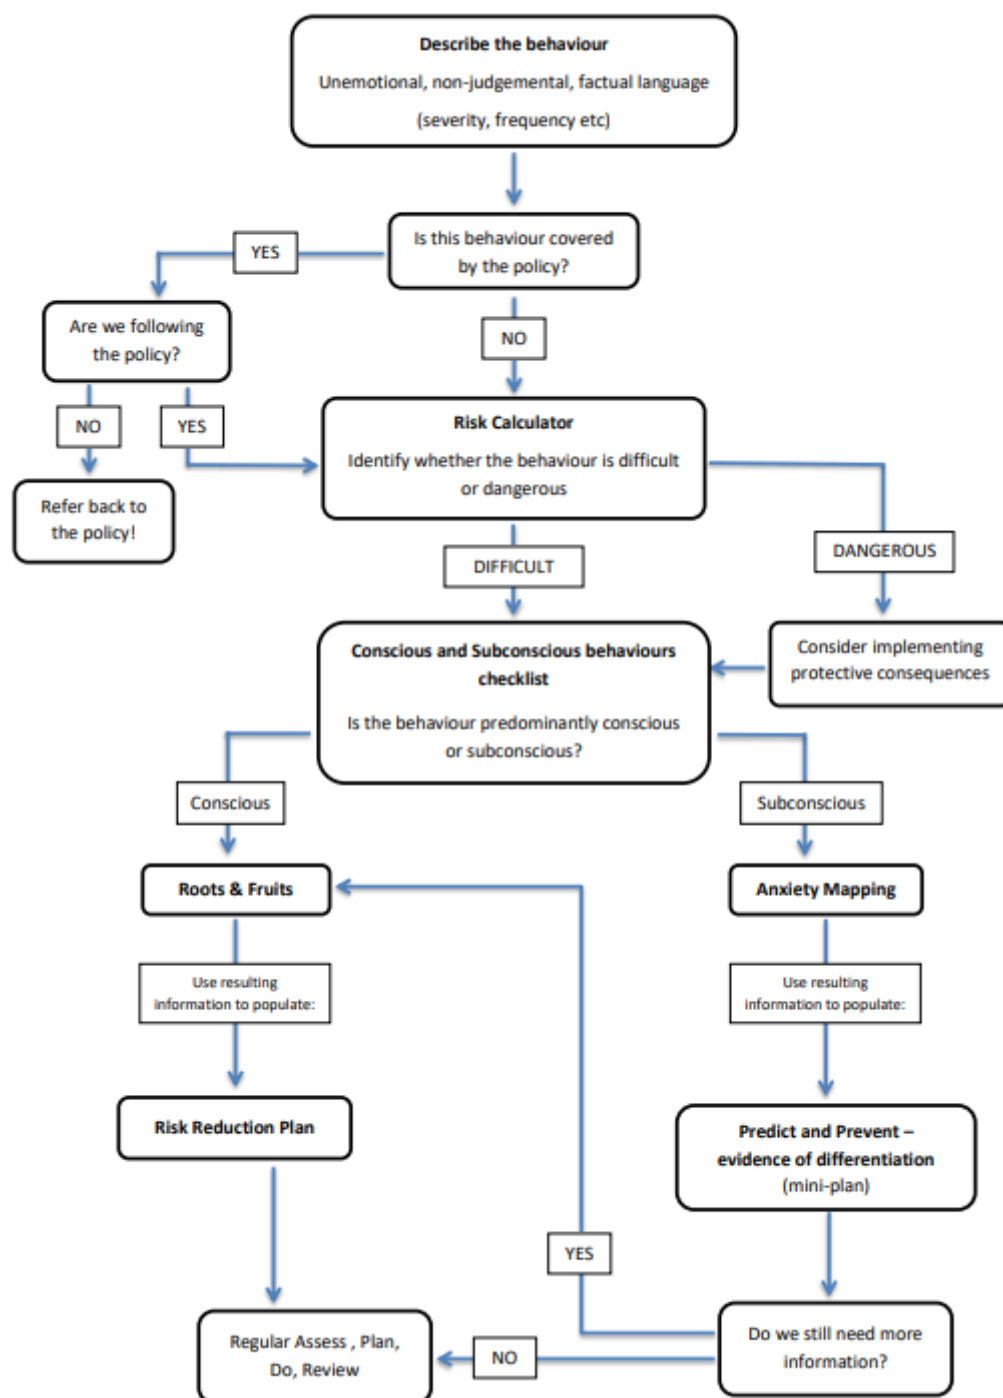 Describe the behaviour
Unemotional, non-judgemental, factual language
(severity, frequency etc)
Is this behaviour covered
by the policy?
YES
Are we following
the policy?
NO
NO
YES
Risk Calculator
Identify whether the behaviour is difficult
or dangerous
Refer back to
the policy!
DIFFICULT
DANGEROUS
Conscious and Subconscious behaviours
checklist
Is the behaviour predominantly conscious
or subconscious?
Consider implementing
protective consequences
Conscious
Subconscious
Roots & Fruits
Anxiety Mapping
Use resulting
information to populate:
Use resulting
information to populate:
Risk Reduction Plan
Predict and Prevent –
evidence of differentiation
(mini-plan)
YES
Regular Assess , Plan,
Do, Review
NO
Do we still need more
information?